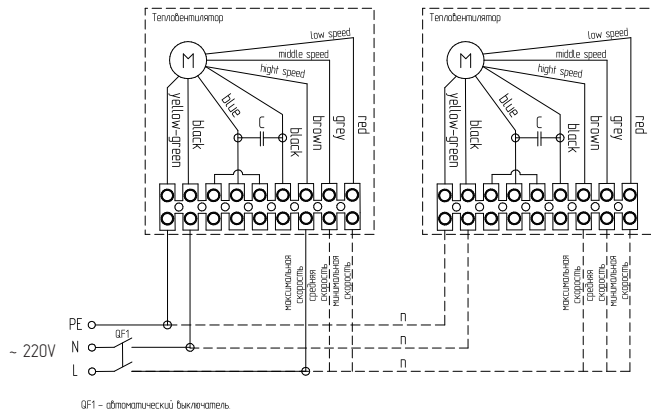 Тепловентилятор
Тепловентилятор
low speed
middle speed
hight speed
M
yellow-green
black
blue
C
black
brown
grey
red
low speed
middle speed
hight speed
M
yellow-green
black
blue
C
black
brown
grey
red
максимальная
скорость
средняя
скорость
минимальная
скорость
максимальная
скорость
средняя
скорость
минимальная
скорость
PE
n
~ 220V
QF1
N
n
L
n
QF1 – автоматический выключатель.